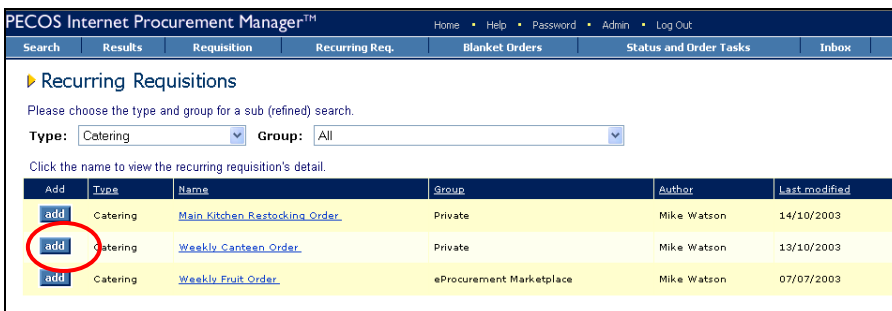 PECOS Internet Procurement Manager™ Home • Help • Password • Admin • Log Out
Search Results Requisition Recurring Req. Blanket Orders Status and Order Tasks Inbox
Recurring Requisitions
Please choose the type and group for a sub (refined) search.
Type: Catering Group: All
Click the name to view the recurring requisition's detail.
Add Type Name Group Author Last modified
add Catering Main Kitchen Restocking Order Private Mike Watson 14/10/2003
add Catering Weekly Canteen Order Private Mike Watson 13/10/2003
add Catering Weekly Fruit Order eProcurement Marketplace Mike Watson 07/07/2003